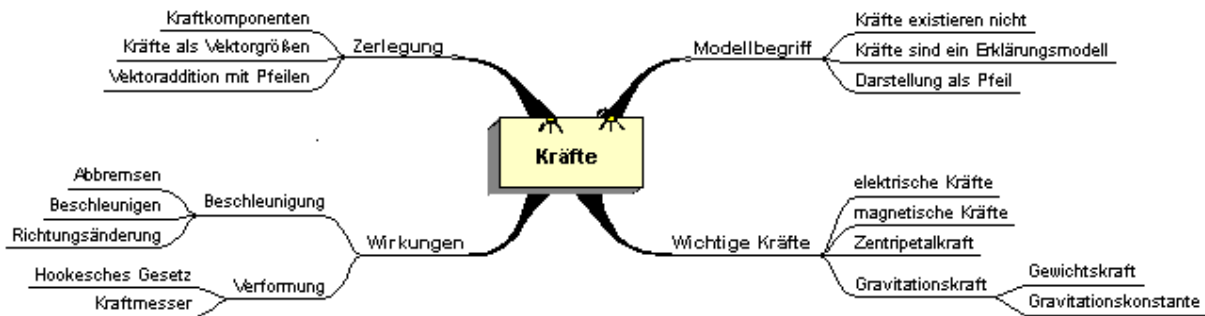 Kraftkomponenten
Kräfte als Vektorgrößen
Vektoraddition mit Pfeilen
Zerlegung
Modellbegriff
Kräfte existieren nicht
Kräfte sind ein Erklärungsmodell
Darstellung als Pfeil
Kräfte
Abbremsen
Beschleunigen
Richtungsänderung
Beschleunigung
Wirkungen
Hookesches Gesetz
Kraftmesser
Verformung
Wichtige Kräfte
elektrische Kräfte
magnetische Kräfte
Zentripetalkraft
Gravitationskraft
Gewichtskraft
Gravitationskonstante